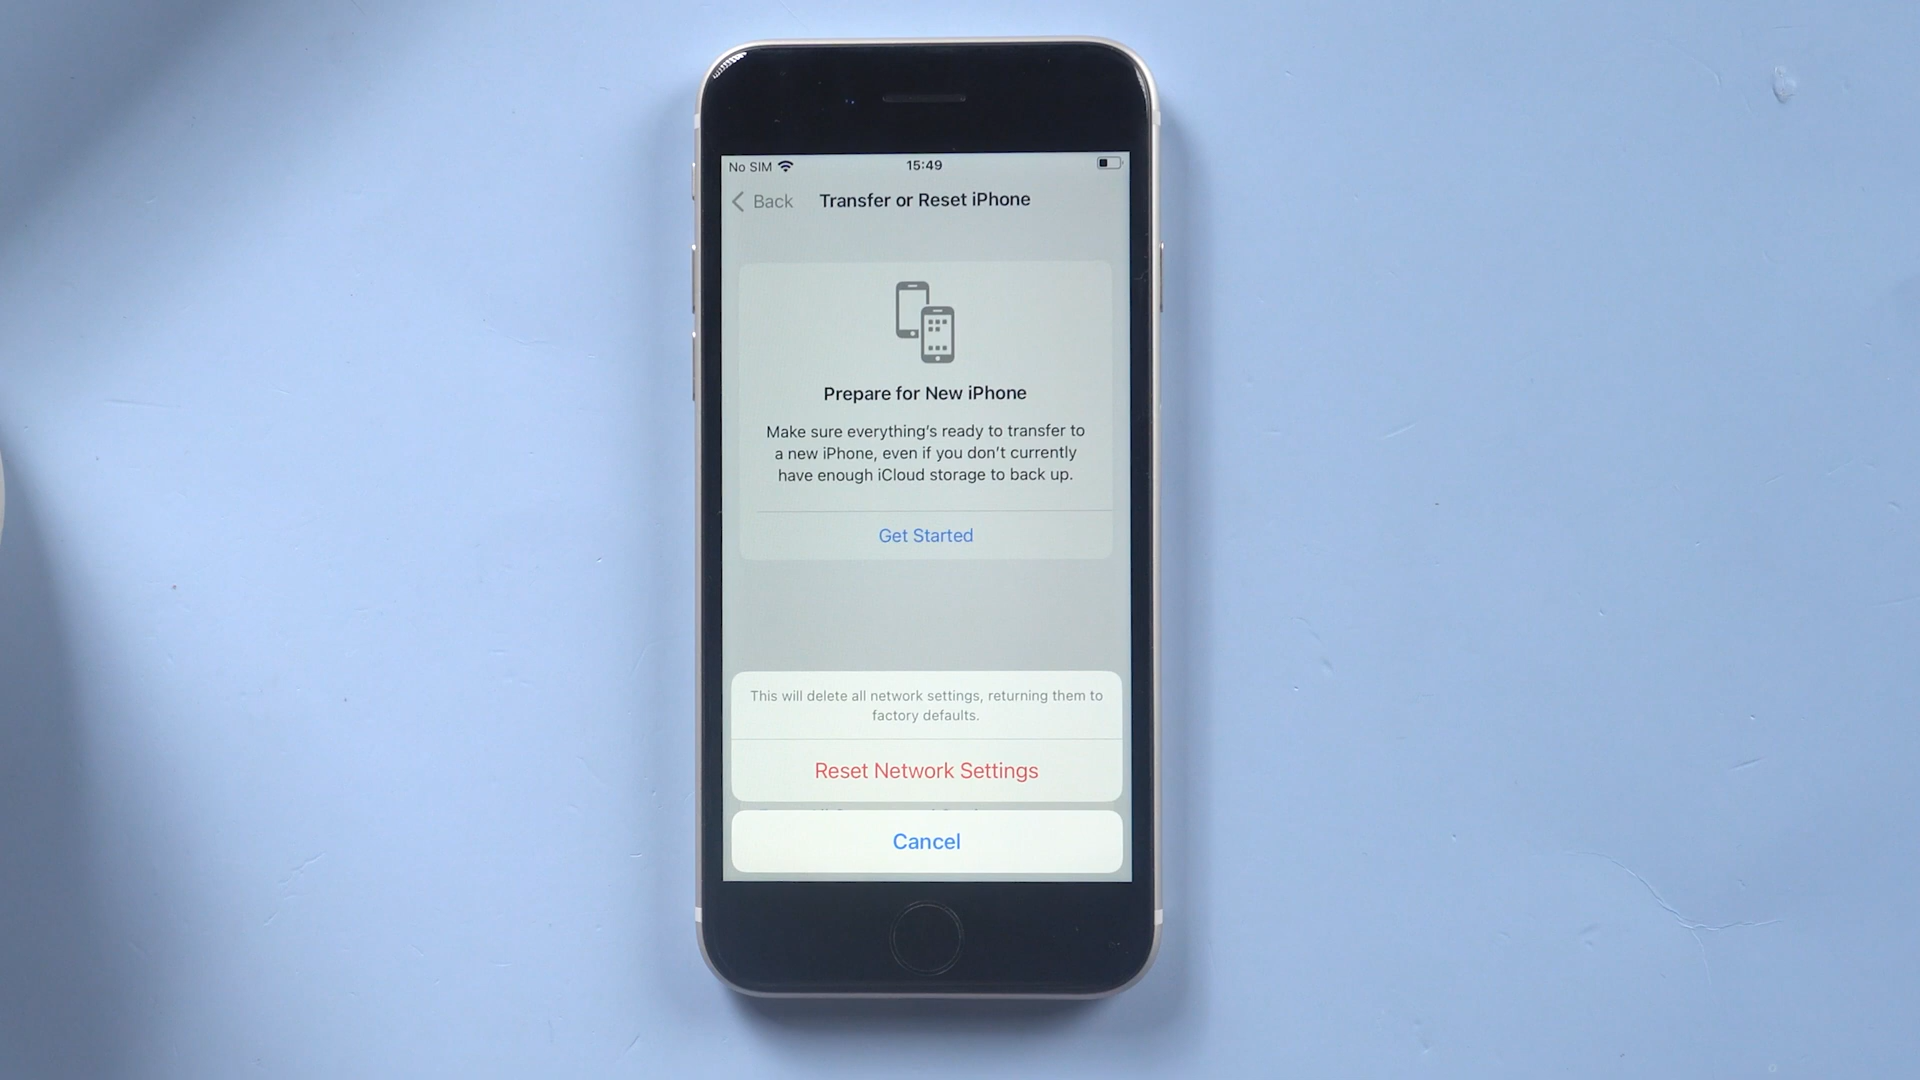 No SIM
15:49
Back
Transfer or Reset iPhone
Prepare for New iPhone
Make sure everything's ready to transfer to
a new iPhone, even if you don't currently
have enough iCloud storage to back up.
Get Started
This will delete all network settings, returning them to
factory defaults.
Reset Network Settings
Cancel